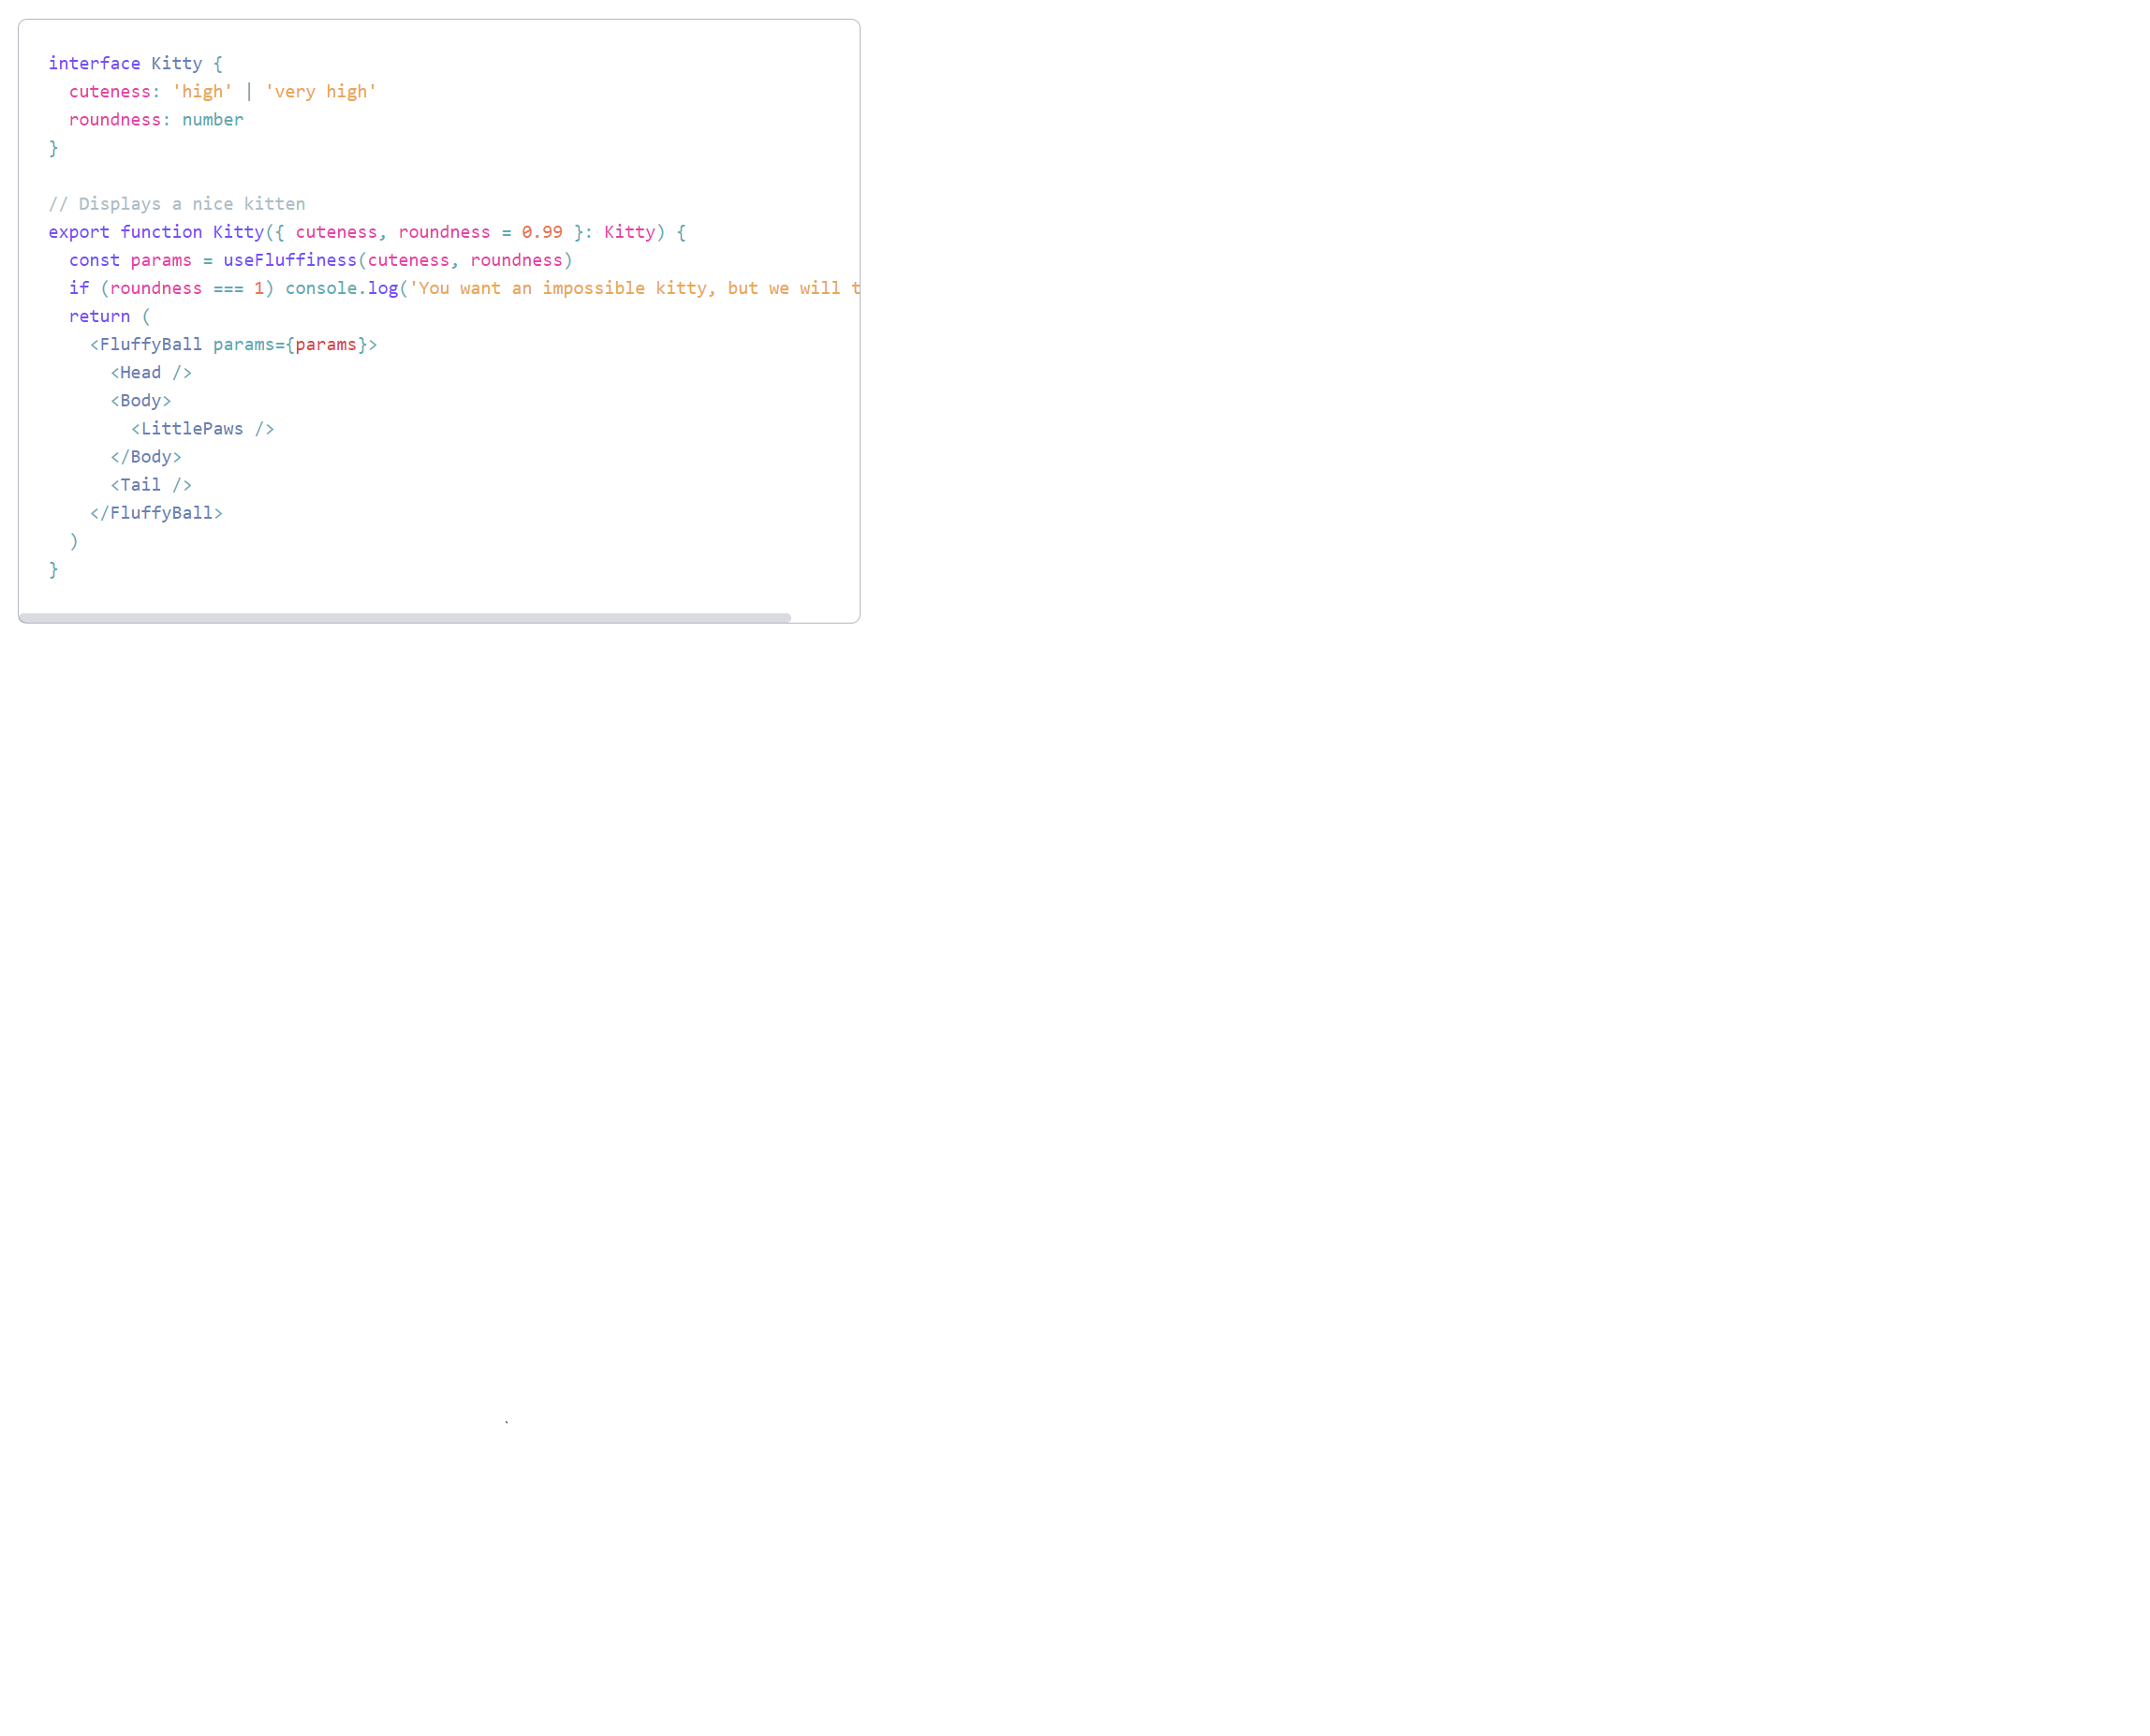 interface Kitty {
  cuteness: 'high' | 'very high'
  roundness: number
}

// Displays a nice kitten
export function Kitty({ cuteness, roundness = 0.99 }: Kitty) {
  const params = useFluffiness(cuteness, roundness)
  if (roundness === 1) console.log('You want an impossible kitty, but we will t
  return (
    <FluffyBall params={params}>
      <Head />
      <Body>
        <LittlePaws />
      </Body>
      <Tail />
    </FluffyBall>
  )
}
`